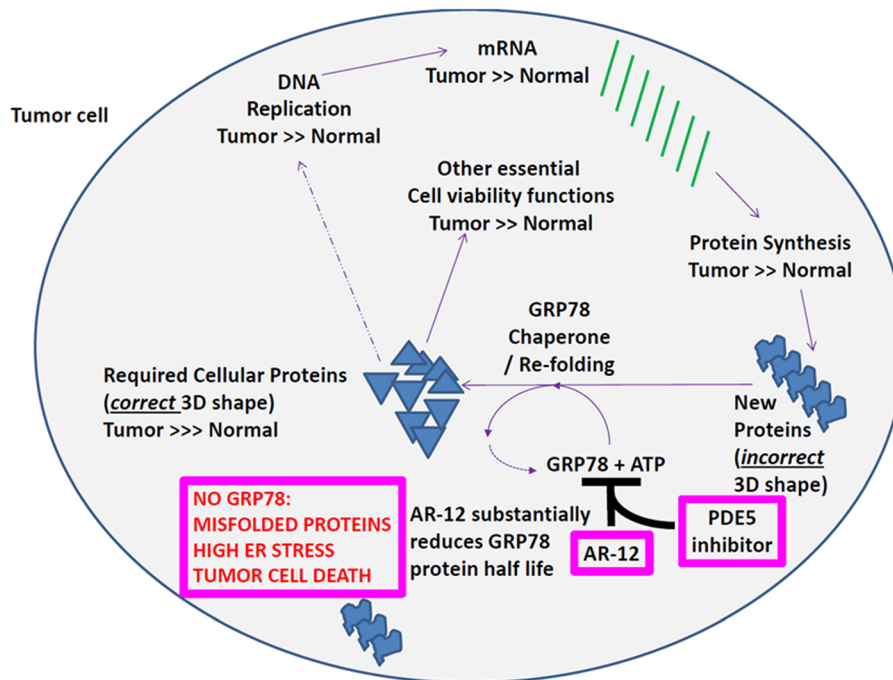 mRNA
Tumor >> Normal
DNA
Replication
Tumor >> Normal
Tumor cell
Other essential
Cell viability functions
Tumor >> Normal
Protein Synthesis
Tumor >> Normal
GRP78
Chaperone
/ Re-folding
Required Cellular Proteins
(correct 3D shape)
Tumor >>> Normal
New
Proteins
(incorrect
3D shape)
GRP78 + ATP
NO GRP78:
MISFOLDED PROTEINS
HIGH ER STRESS
TUMOR CELL DEATH
AR-12 substantially
reduces GRP78
protein half life
AR-12
PDE5
inhibitor